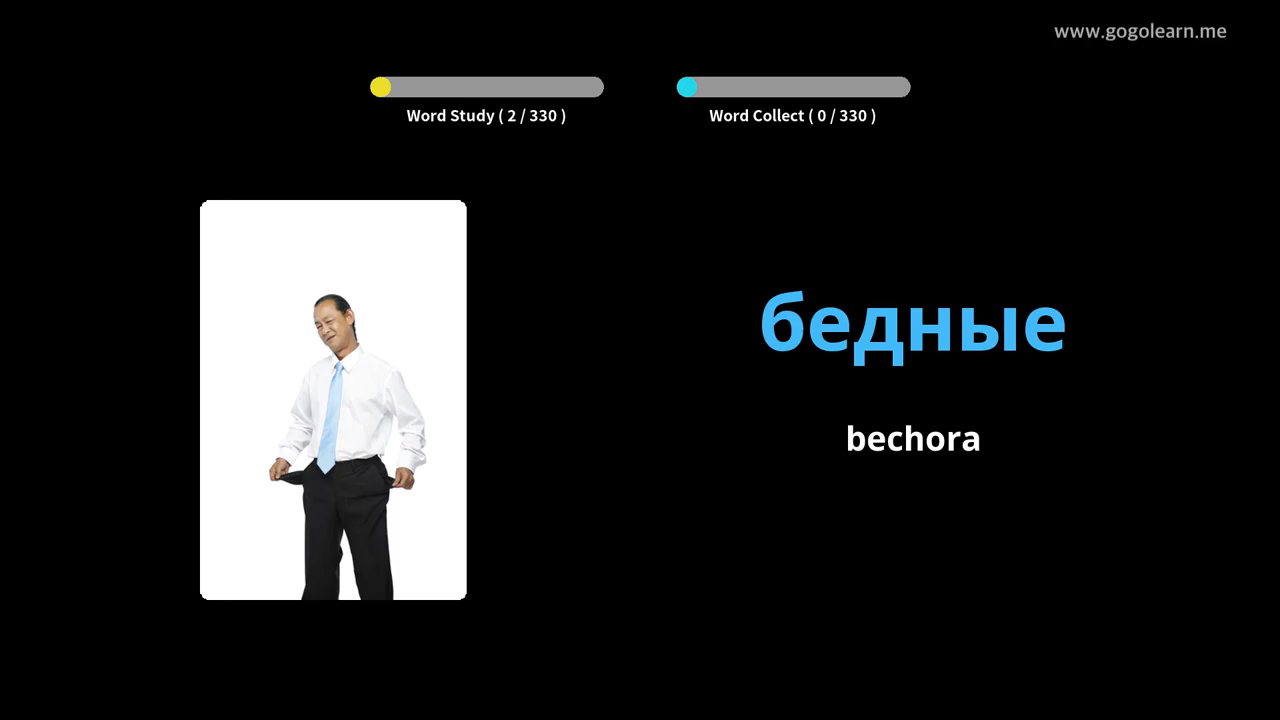 www.gogolearn.me
Word Study ( 2 / 330 )
Word Collect ( 0 / 330 )
бедные
bechora